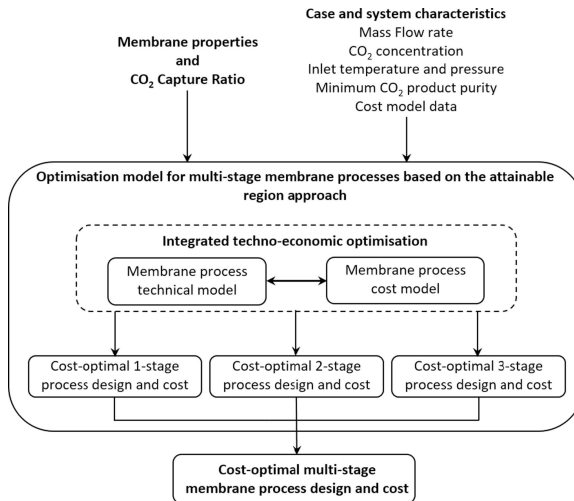 Membrane properties
and
CO₂ Capture Ratio
Case and system characteristics
Mass Flow rate
CO₂ concentration
Inlet temperature and pressure
Minimum CO₂ product purity
Cost model data
Optimisation model for multi-stage membrane processes based on the attainable
region approach
Integrated techno-economic optimisation
Membrane process
technical model
Membrane process
cost model
Cost-optimal 1-stage
process design and cost
Cost-optimal 2-stage
process design and cost
Cost-optimal 3-stage
process design and cost
Cost-optimal multi-stage
membrane process design and cost